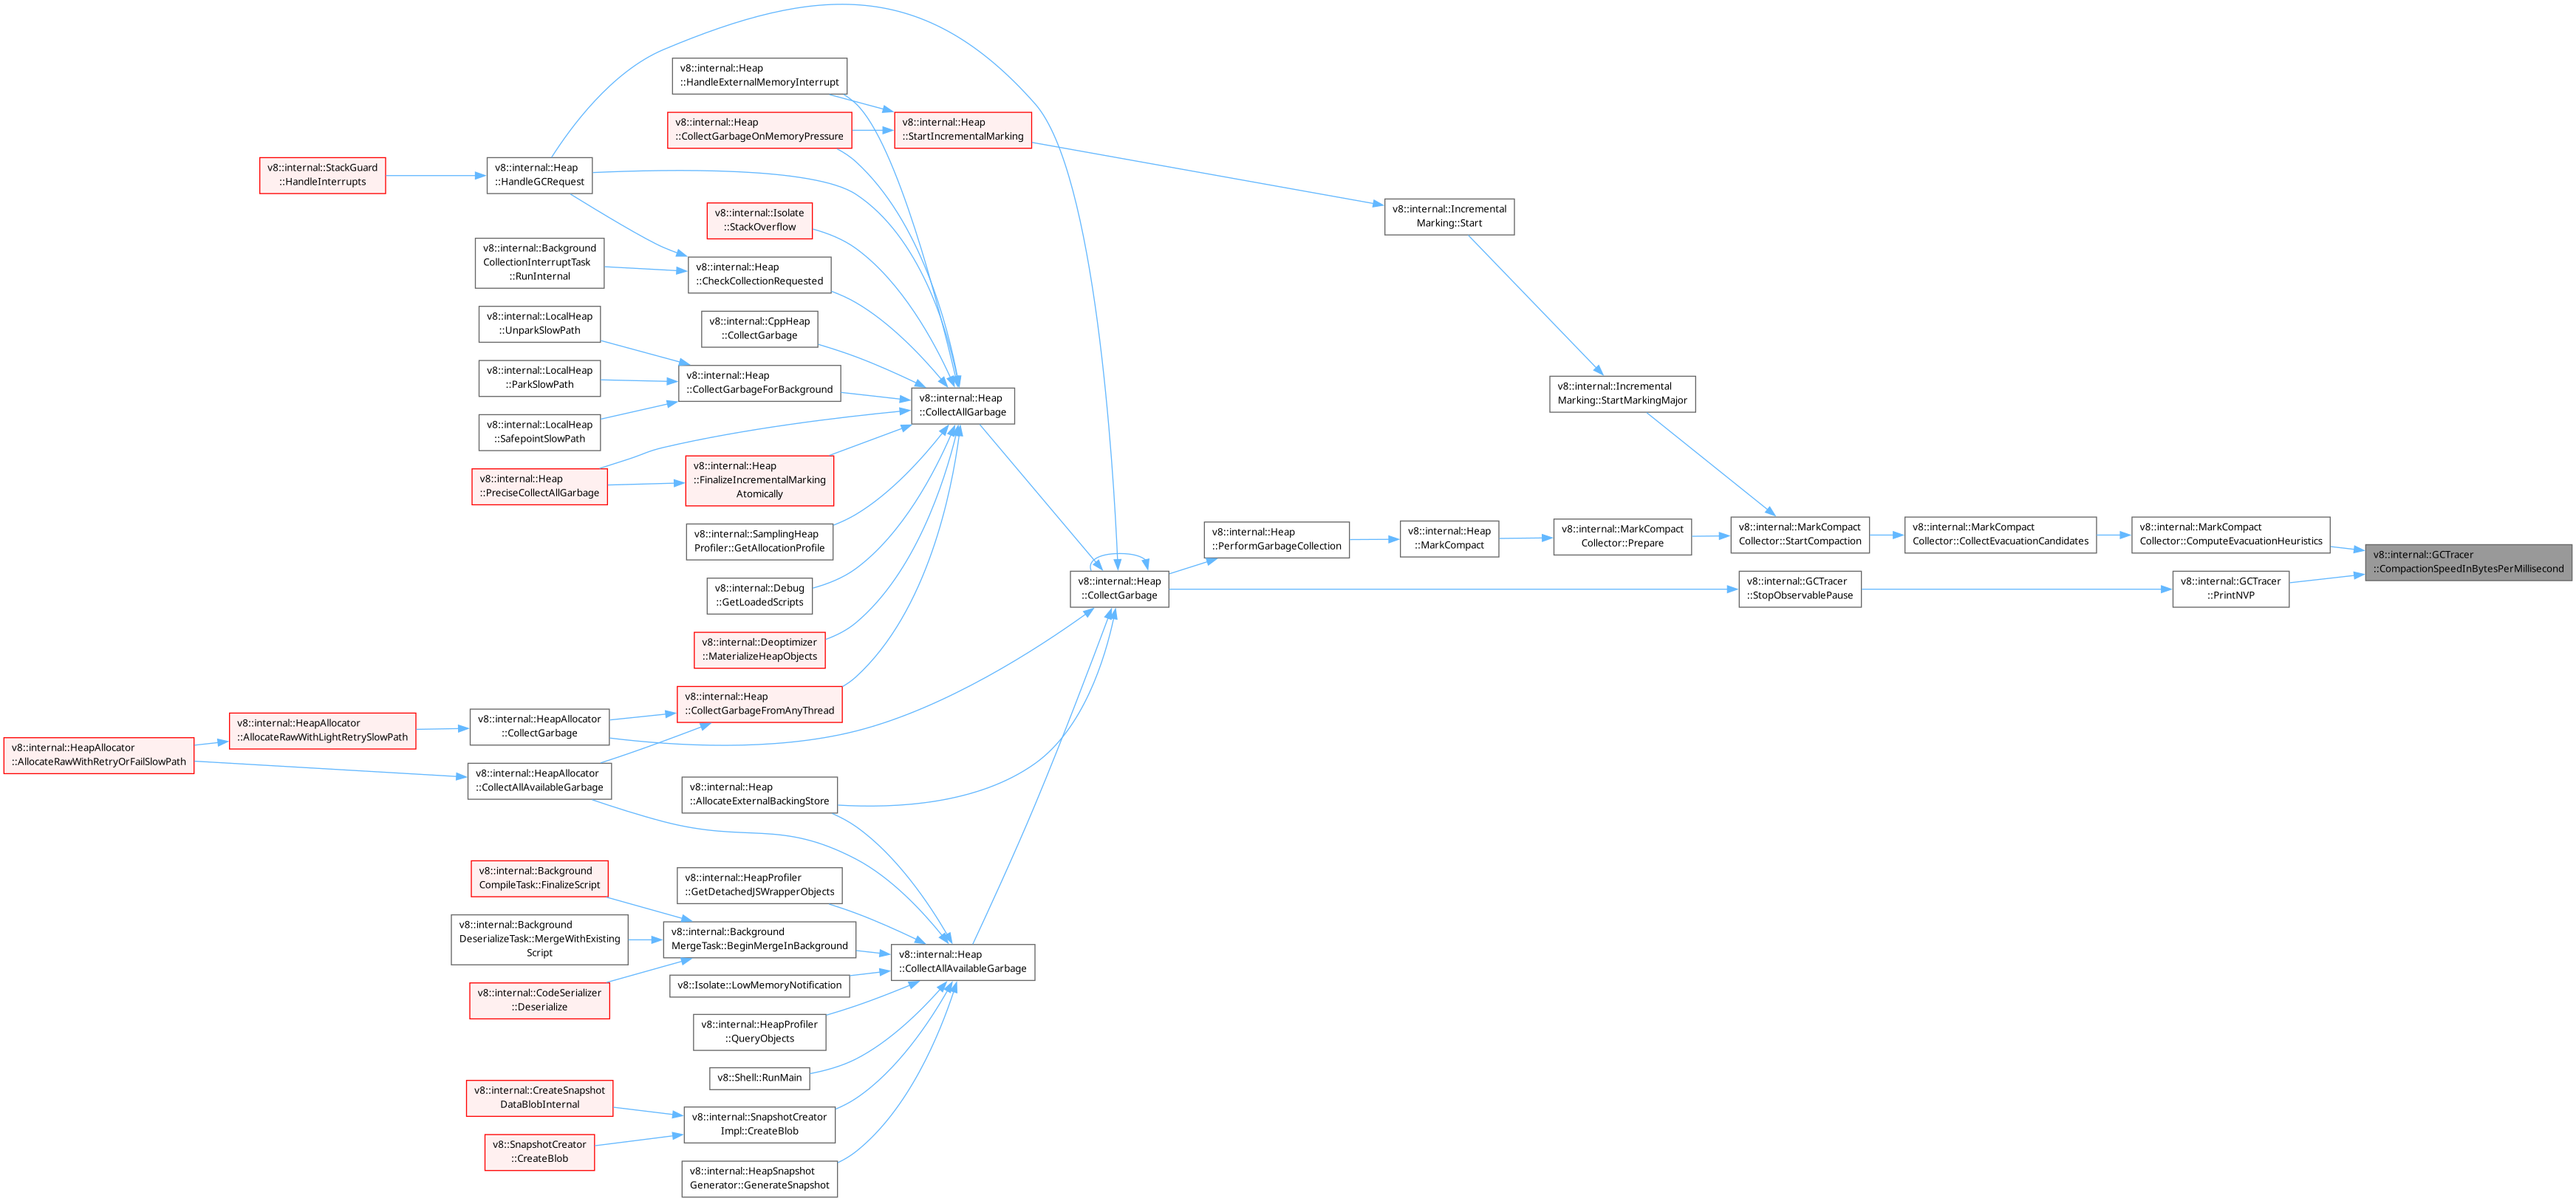 v8::internal::Heap
::HandleExternalMemoryInterrupt
v8::internal::Heap
::CollectGarbageOnMemoryPressure
v8::internal::Heap
::StartIncrementalMarking
v8::internal::StackGuard
::HandleInterrupts
v8::internal::Heap
::HandleGCRequest
v8::internal::Isolate
::StackOverflow
v8::internal::Incremental
Marking::Start
v8::internal::Background
CollectionInterruptTask
::RunInternal
v8::internal::Heap
::CheckCollectionRequested
v8::internal::LocalHeap
::UnparkSlowPath
v8::internal::CppHeap
::CollectGarbage
v8::internal::LocalHeap
::ParkSlowPath
v8::internal::Heap
::CollectGarbageForBackground
v8::internal::Heap
::CollectAllGarbage
v8::internal::Incremental
Marking::StartMarkingMajor
v8::internal::LocalHeap
::SafepointSlowPath
v8::internal::Heap
::PreciseCollectAllGarbage
v8::internal::Heap
::FinalizeIncrementalMarking
Atomically
v8::internal::SamplingHeap
Profiler::GetAllocationProfile
v8::internal::Heap
::PerformGarbageCollection
v8::internal::Heap
::MarkCompact
v8::internal::MarkCompact
Collector::Prepare
v8::internal::MarkCompact
Collector::StartCompaction
v8::internal::MarkCompact
Collector::CollectEvacuationCandidates
v8::internal::MarkCompact
Collector::ComputeEvacuationHeuristics
v8::internal::GCTracer
::CompactionSpeedInBytesPerMillisecond
v8::internal::Debug
::GetLoadedScripts
v8::internal::Heap
::CollectGarbage
v8::internal::GCTracer
::StopObservablePause
v8::internal::GCTracer
::PrintNVP
v8::internal::Deoptimizer
::MaterializeHeapObjects
v8::internal::Heap
::CollectGarbageFromAnyThread
v8::internal::HeapAllocator
::AllocateRawWithRetryOrFailSlowPath
v8::internal::HeapAllocator
::AllocateRawWithLightRetrySlowPath
v8::internal::HeapAllocator
::CollectGarbage
v8::internal::HeapAllocator
::CollectAllAvailableGarbage
v8::internal::Heap
::AllocateExternalBackingStore
v8::internal::Background
CompileTask::FinalizeScript
v8::internal::HeapProfiler
::GetDetachedJSWrapperObjects
v8::internal::Background
DeserializeTask::MergeWithExisting
Script
v8::internal::Background
MergeTask::BeginMergeInBackground
v8::internal::Heap
::CollectAllAvailableGarbage
v8::internal::CodeSerializer
::Deserialize
v8::Isolate::LowMemoryNotification
v8::internal::HeapProfiler
::QueryObjects
v8::Shell::RunMain
v8::internal::CreateSnapshot
DataBlobInternal
v8::internal::SnapshotCreator
Impl::CreateBlob
v8::SnapshotCreator
::CreateBlob
v8::internal::HeapSnapshot
Generator::GenerateSnapshot